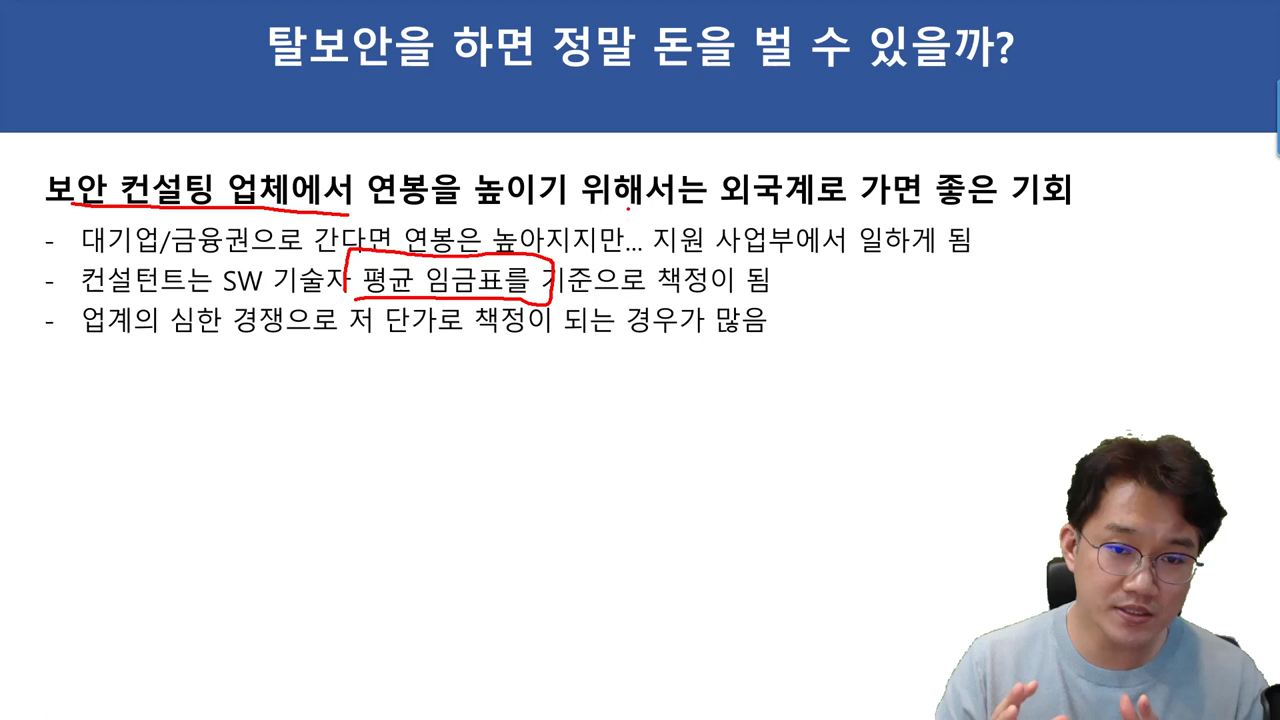 탈보안을 하면 정말 돈을 벌 수 있을까?
보안 컨설팅 업체에서 연봉을 높이기 위해서는 외국계로 가면 좋은 기회
- 대기업/금융권으로 간다면 연봉은 높아지지만... 지원 사업부에서 일하게 됨
- 컨설턴트는 SW 기술자 평균 임금표를 기준으로 책정이 됨
- 업계의 심한 경쟁으로 저 단가로 책정이 되는 경우가 많음